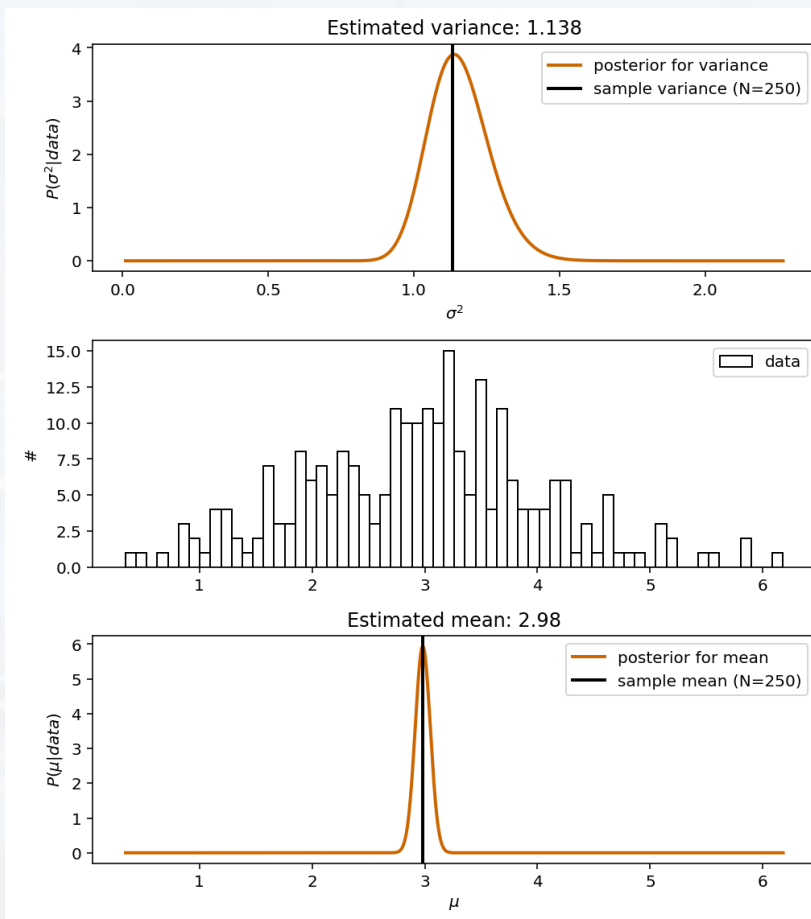 Estimated variance: 1.138
4
3
2
1
0
P(σ²|data)
posterior for variance
sample variance (N=250)
0.0 0.5 1.0 1.5 2.0
σ²
15.0
12.5
10.0
7.5
5.0
2.5
0.0
#
data
1 2 3 4 5 6
Estimated mean: 2.98
6
5
4
3
2
1
0
P(μ|data)
posterior for mean
sample mean (N=250)
1 2 3 4 5 6
μ